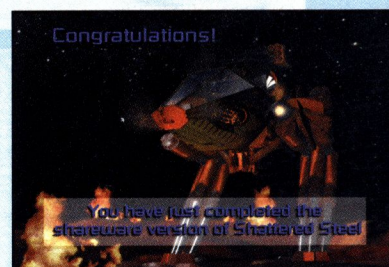 Congratulations!
You have just completed the
shareware version of Shattered Steel